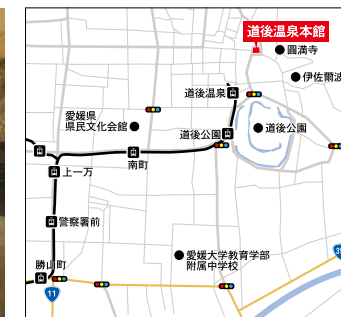 道後温泉本館
圓満寺
伊佐爾波
道後温泉
愛媛県
県民文化会館
道後公園
道後公園
南町
上一万
警察署前
愛媛大学教育学部
附属中学校
勝山町
11